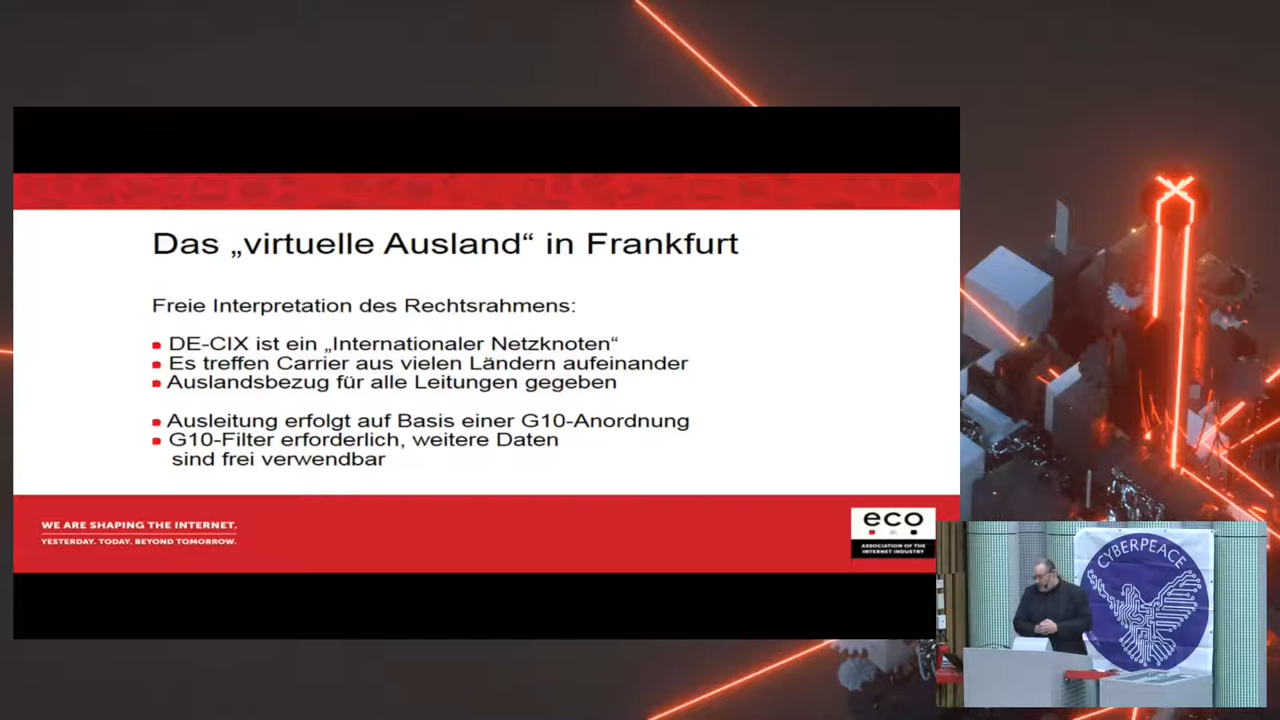 Das „virtuelle Ausland“ in Frankfurt
Freie Interpretation des Rechtsrahmens:
DE-CIX ist ein „Internationaler Netzknoten“
Es treffen Carrier aus vielen Ländern aufeinander
Auslandsbezug für alle Leitungen gegeben
Ausleitung erfolgt auf Basis einer G10-Anordnung
G10-Filter erforderlich, weitere Daten
sind frei verwendbar
WE ARE SHAPING THE INTERNET.
YESTERDAY. TODAY. BEYOND TOMORROW.
eco
ASSOCIATION OF THE
INTERNET INDUSTRY
CYBERPEACE